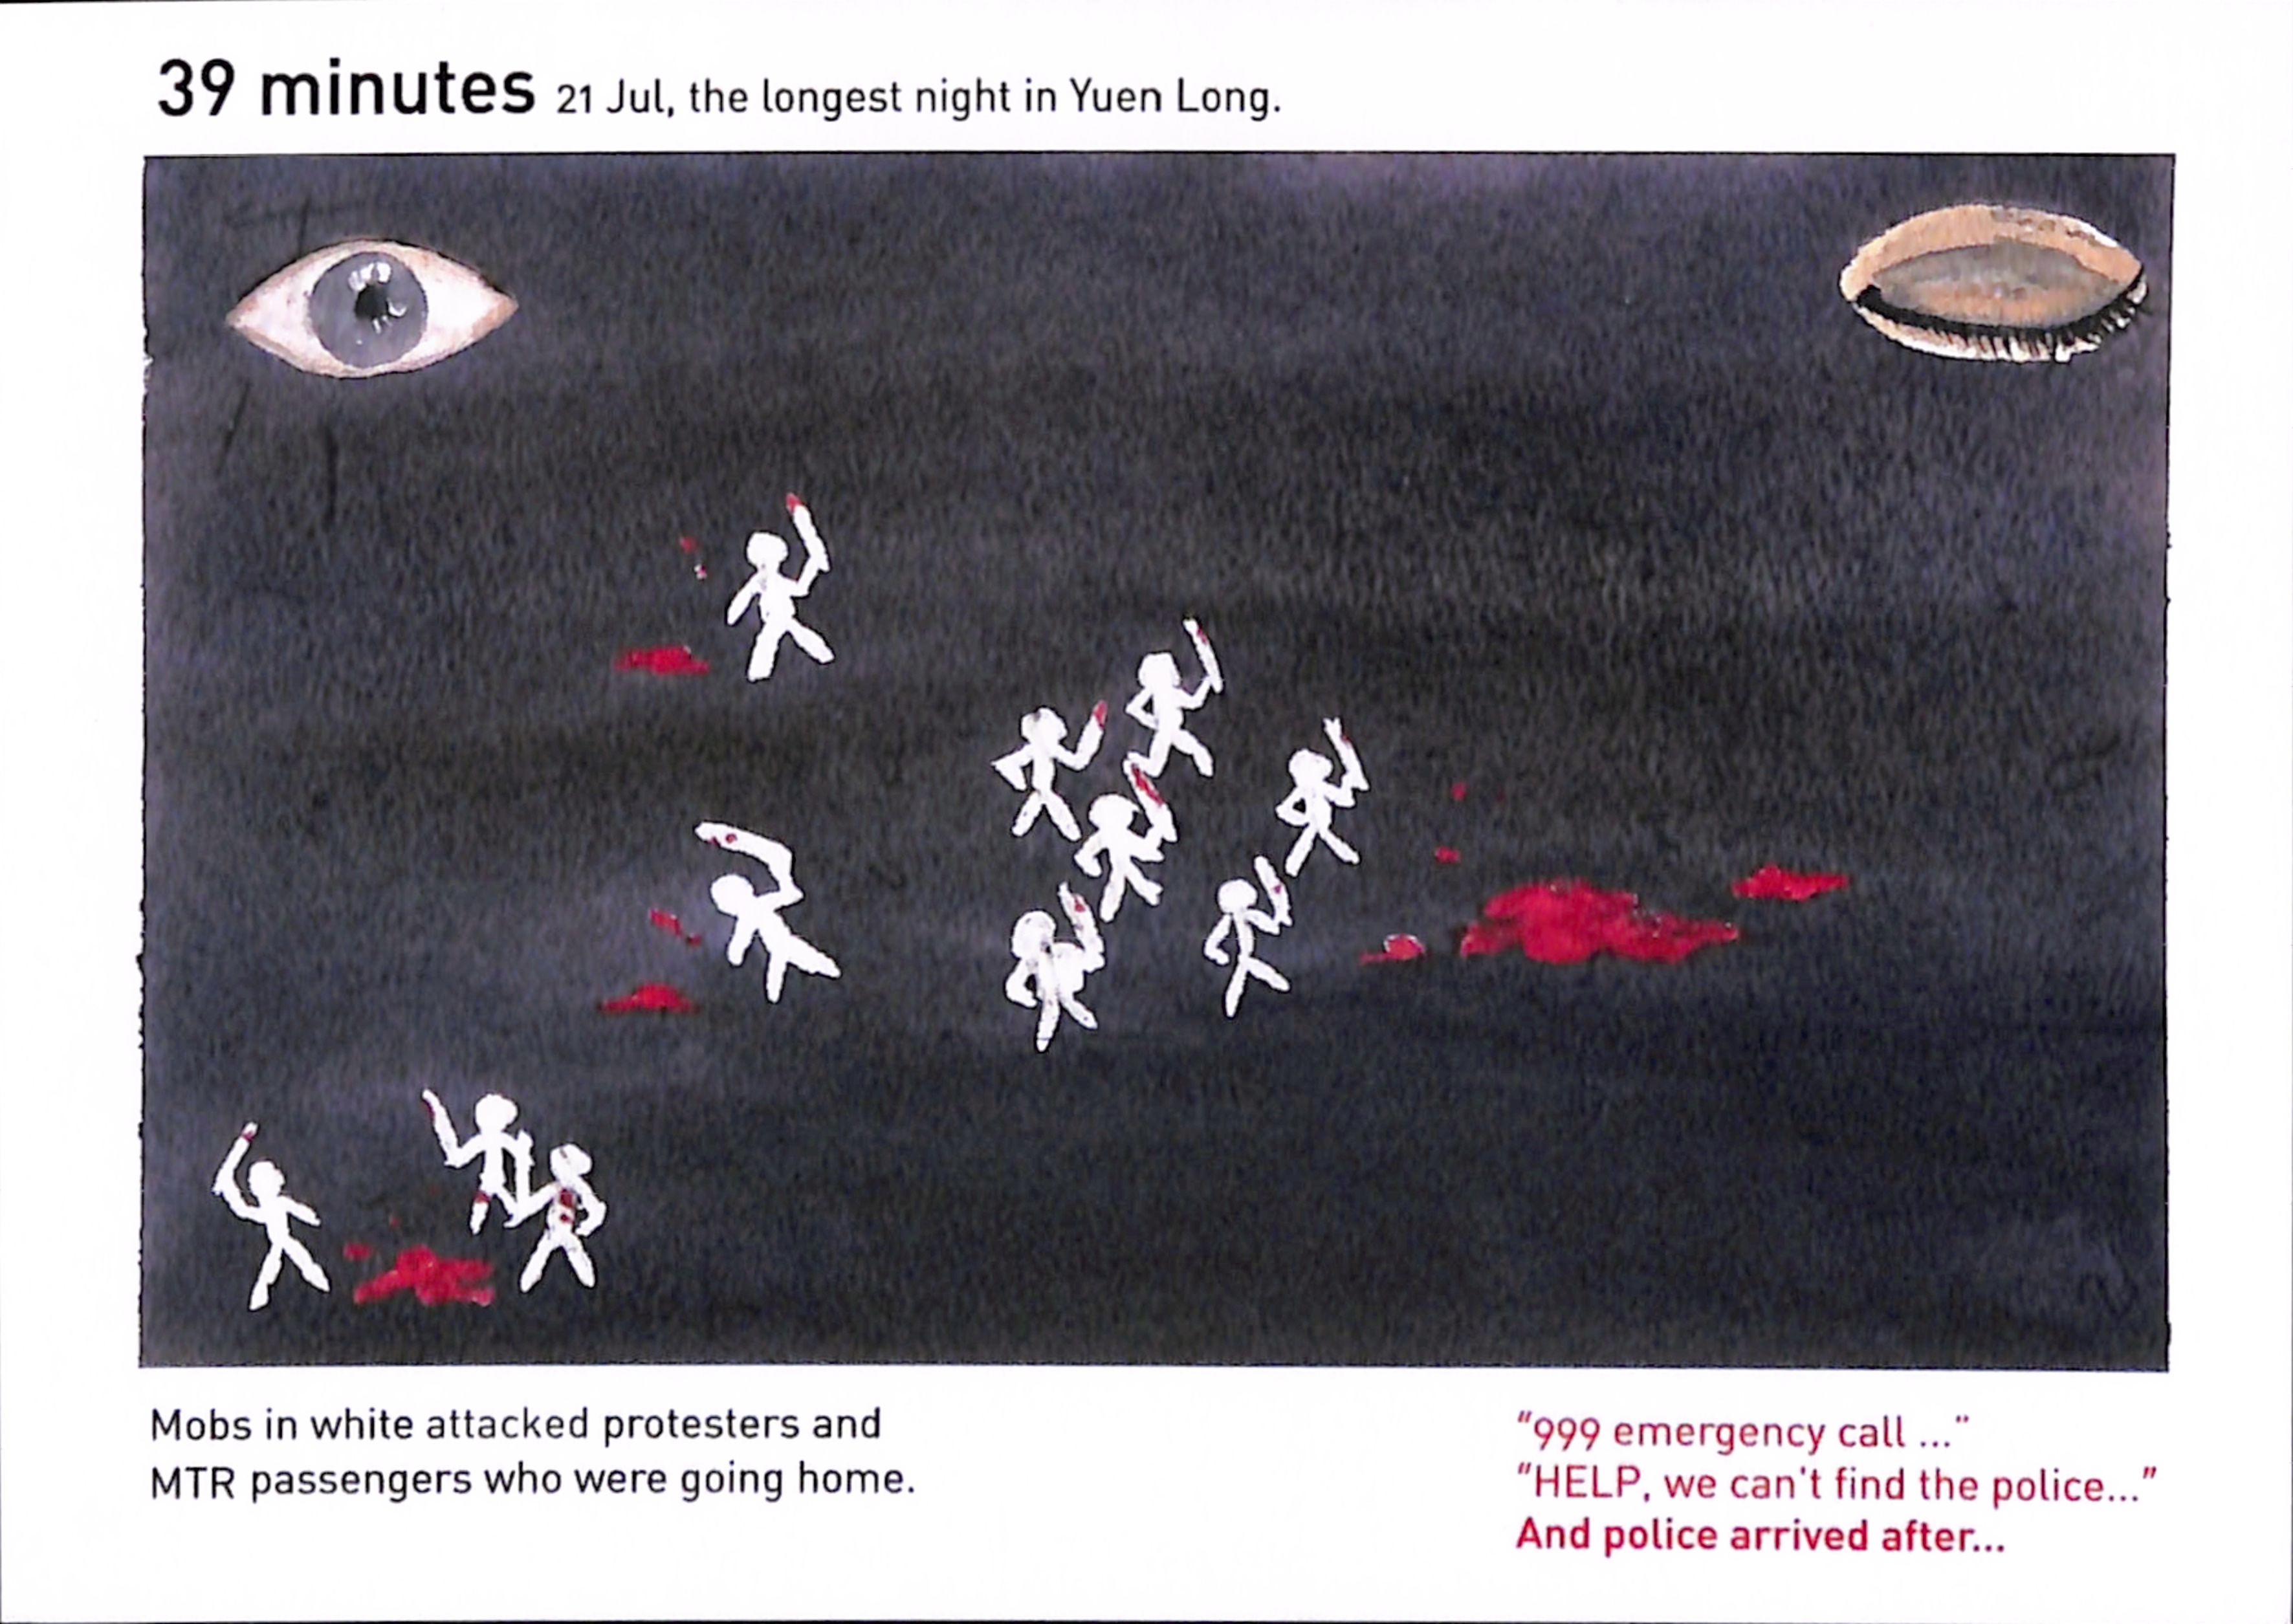 39 minutes 21 Jul, the longest night in Yuen Long.
Mobs in white attacked protesters and
MTR passengers who were going home.
“999 emergency call ...”
“HELP, we can't find the police...”
And police arrived after...